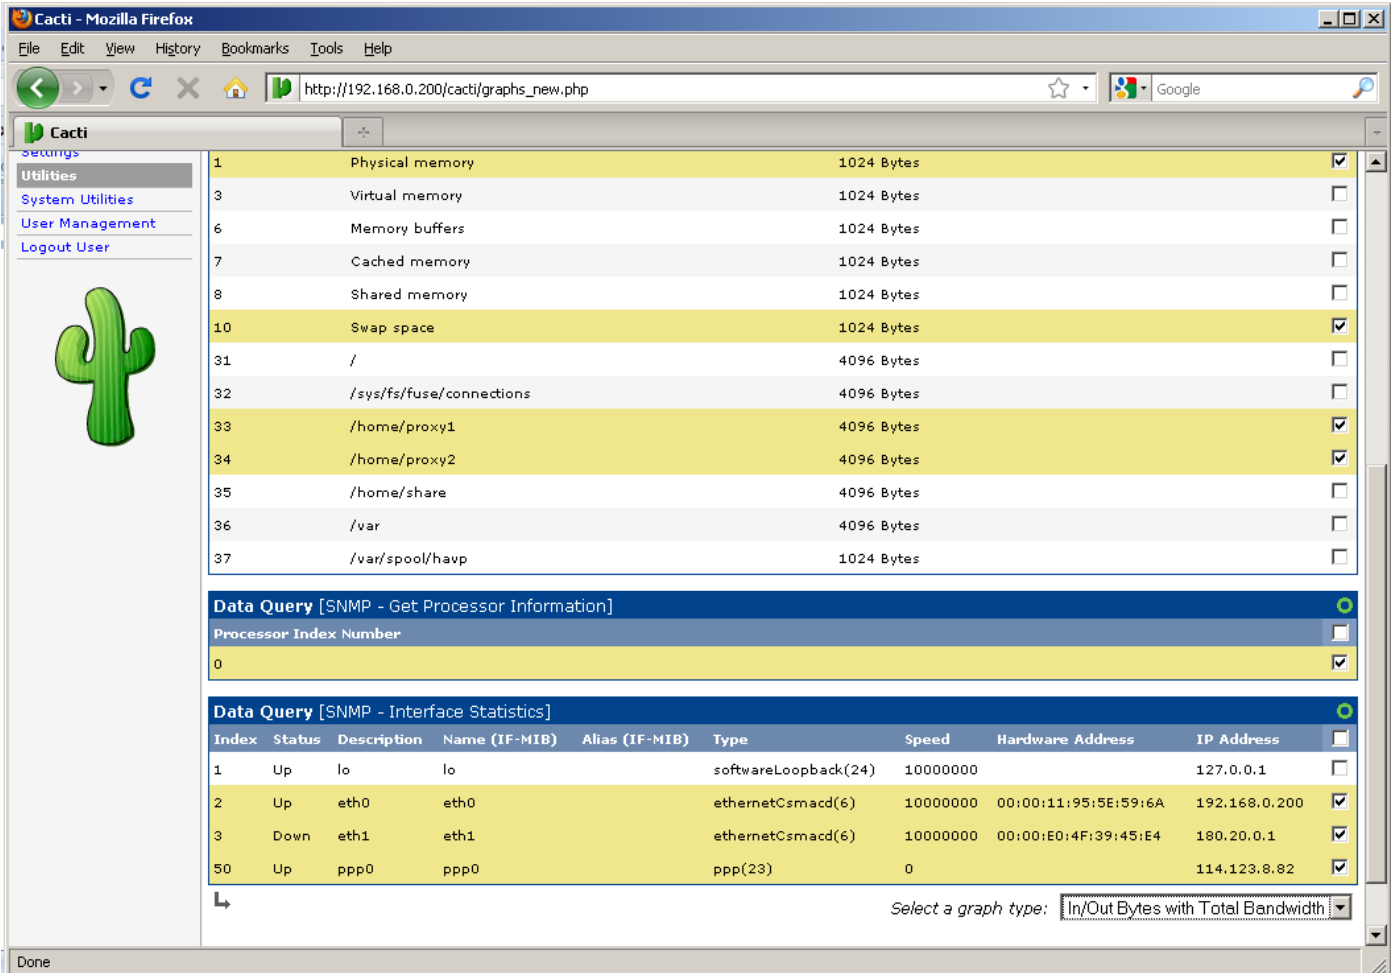 Cacti - Mozilla Firefox
File Edit View History Bookmarks Tools Help
http://192.168.0.200/cacti/graphs_new.php
Google
Cacti
Settings
Utilities
System Utilities
User Management
Logout User
1 Physical memory 1024 Bytes
3 Virtual memory 1024 Bytes
6 Memory buffers 1024 Bytes
7 Cached memory 1024 Bytes
8 Shared memory 1024 Bytes
10 Swap space 1024 Bytes
31 / 4096 Bytes
32 /sys/fs/fuse/connections 4096 Bytes
33 /home/proxy1 4096 Bytes
34 /home/proxy2 4096 Bytes
35 /home/share 4096 Bytes
36 /var 4096 Bytes
37 /var/spool/havp 1024 Bytes
Data Query [SNMP - Get Processor Information]
Processor Index Number
0
Data Query [SNMP - Interface Statistics]
Index Status Description Name (IF-MIB) Alias (IF-MIB) Type Speed Hardware Address IP Address
1 Up lo lo softwareLoopback(24) 10000000 127.0.0.1
2 Up eth0 eth0 ethernetCsmacd(6) 10000000 00:00:11:95:5E:59:6A 192.168.0.200
3 Down eth1 eth1 ethernetCsmacd(6) 10000000 00:00:E0:4F:39:45:E4 180.20.0.1
50 Up ppp0 ppp0 ppp(23) 0 114.123.8.82
Select a graph type: In/Out Bytes with Total Bandwidth
Done